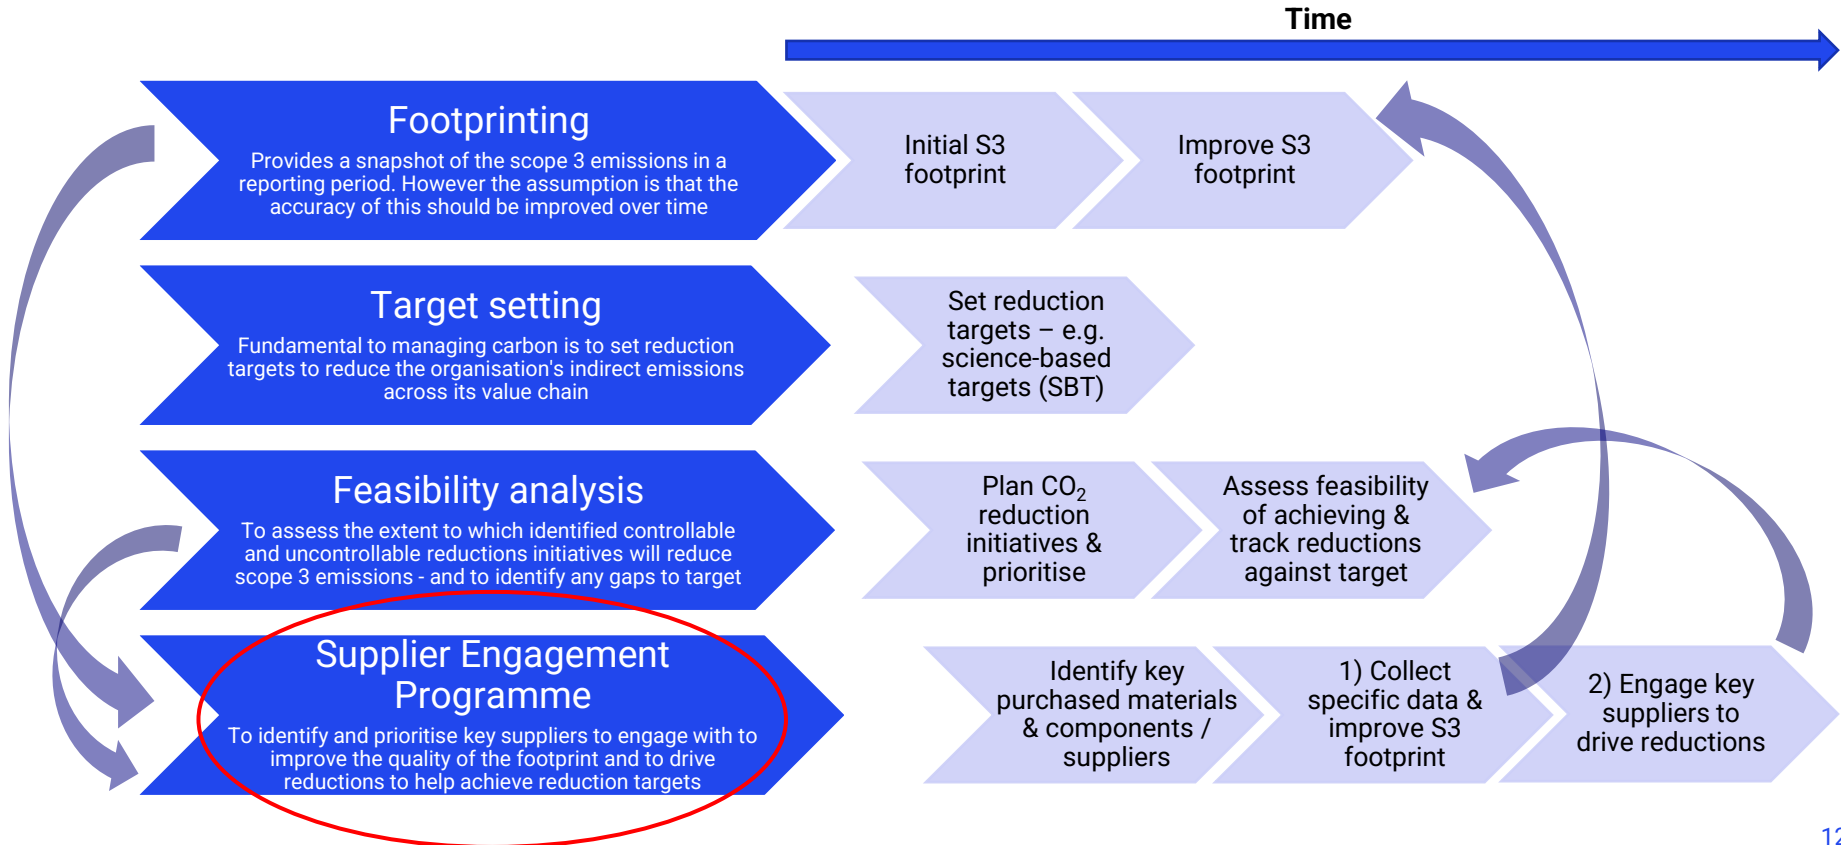 Time
Footprinting
Provides a snapshot of the scope 3 emissions in a
reporting period. However the assumption is that the
accuracy of this should be improved over time
Initial S3
footprint
Improve S3
footprint
Target setting
Fundamental to managing carbon is to set reduction
targets to reduce the organisation's indirect emissions
across its value chain
Set reduction
targets – e.g.
science-based
targets (SBT)
Feasibility analysis
To assess the extent to which identified controllable
and uncontrollable reductions initiatives will reduce
scope 3 emissions - and to identify any gaps to target
Plan CO₂
reduction
initiatives &
prioritise
Assess feasibility
of achieving &
track reductions
against target
Supplier Engagement
Programme
To identify and prioritise key suppliers to engage with to
improve the quality of the footprint and to drive
reductions to help achieve reduction targets
Identify key
purchased materials
& components /
suppliers
1) Collect
specific data &
improve S3
footprint
2) Engage key
suppliers to
drive reductions
12